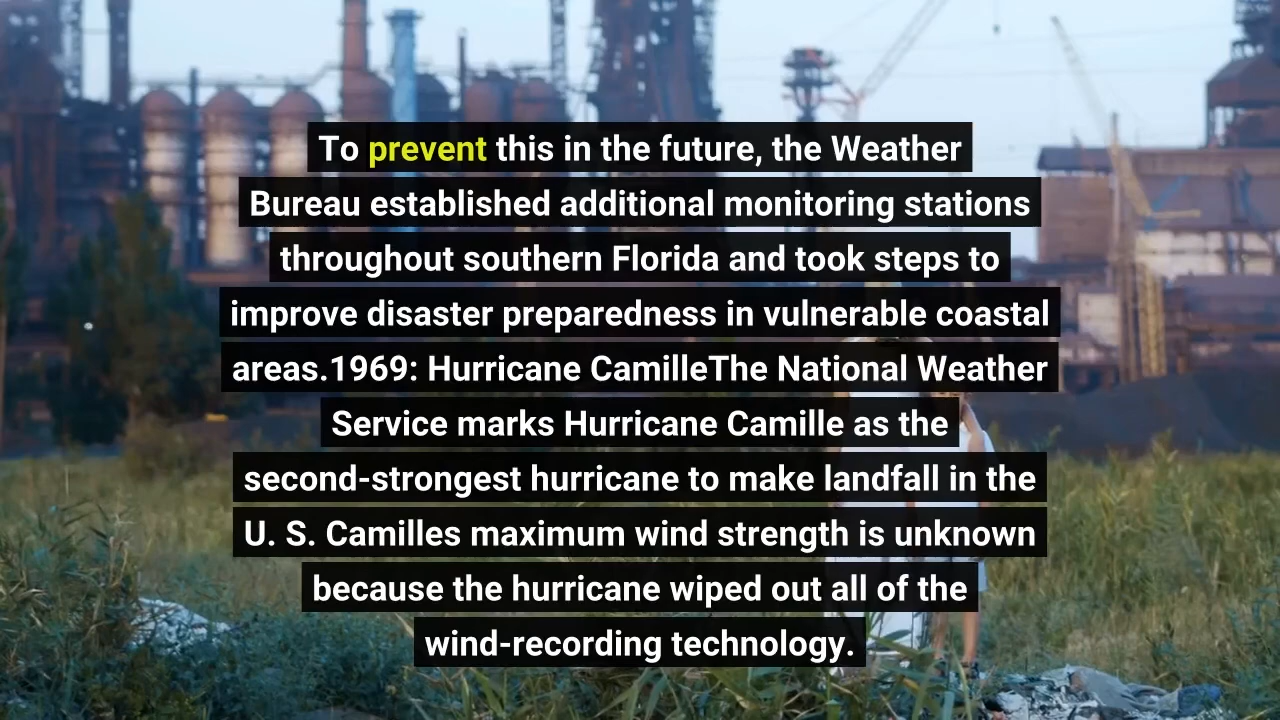 To prevent this in the future, the Weather
Bureau established additional monitoring stations
throughout southern Florida and took steps to
improve disaster preparedness in vulnerable coastal
areas.1969: Hurricane CamilleThe National Weather
Service marks Hurricane Camille as the
second-strongest hurricane to make landfall in the
U. S. Camilles maximum wind strength is unknown
because the hurricane wiped out all of the
wind-recording technology.